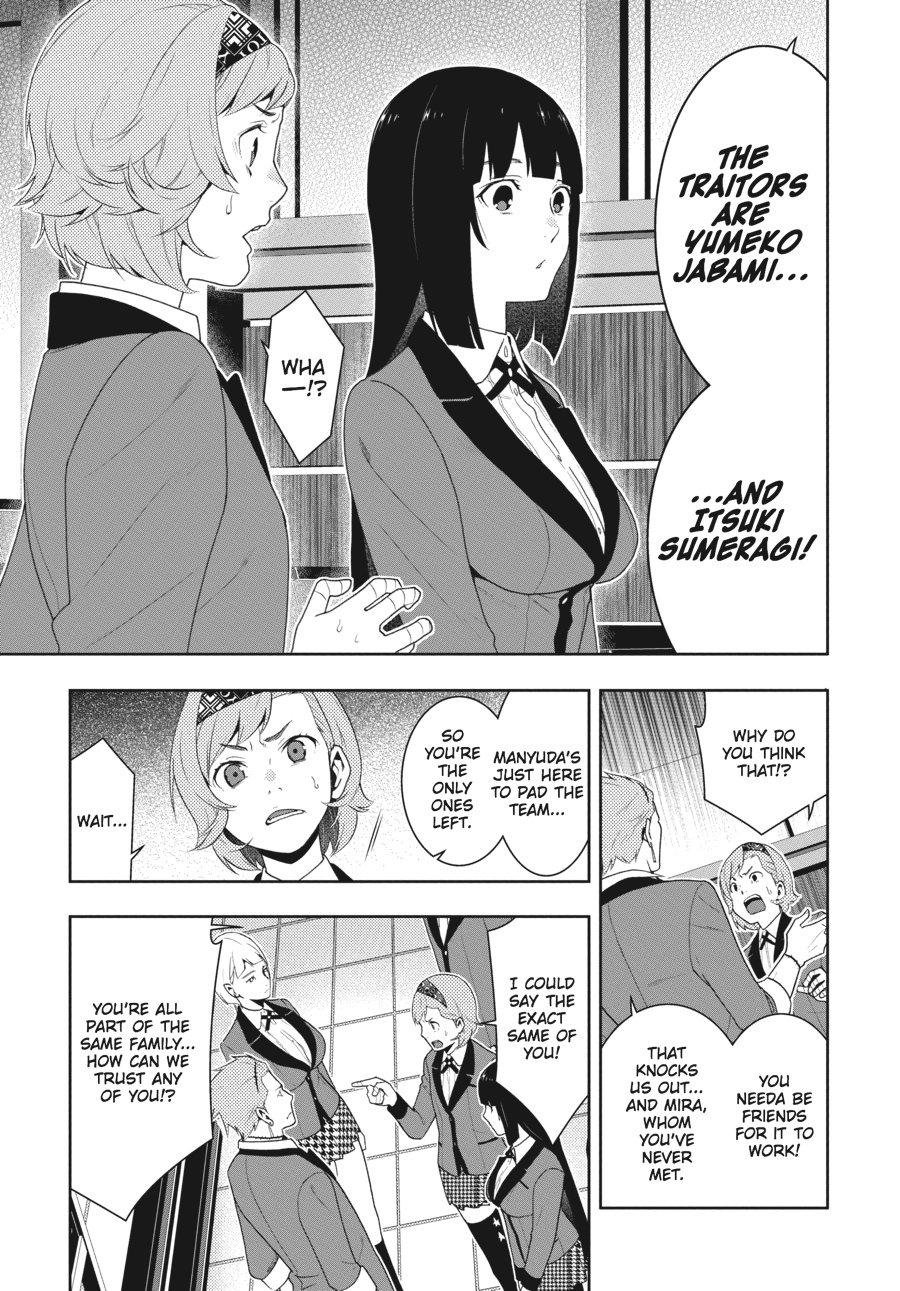 THE
TRAITORS
ARE
YUMEKO
JABAMI...
...AND
ITSUKI
SUMERAGI!
WHA
—!?
WHY DO
YOU THINK
THAT!?
YOU
NEEDA BE
FRIENDS
FOR IT TO
WORK!
THAT
KNOCKS
US OUT...
AND MIRA,
WHOM
YOU'VE
NEVER
MET.
MANYUDA'S
JUST HERE
TO PAD THE
TEAM...
SO
YOU'RE
THE
ONLY
ONES
LEFT.
WAIT...
I COULD
SAY THE
EXACT
SAME OF
YOU!
YOU'RE ALL
PART OF THE
SAME FAMILY...
HOW CAN WE
TRUST ANY
OF YOU!?